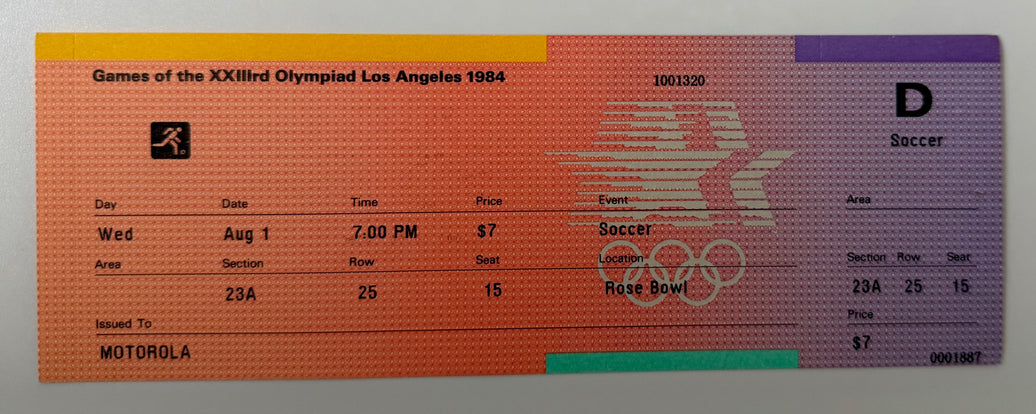 Games of the XXIIIrd Olympiad Los Angeles 1984
1001320
D
Soccer
Day Date Time Price Event
Wed Aug 1 7:00 PM $7 Soccer
Area Section Row Seat Location
23A 25 15 Rose Bowl
Issued To
MOTOROLA
Area
Section Row Seat
23A 25 15
Price
$7
0001887